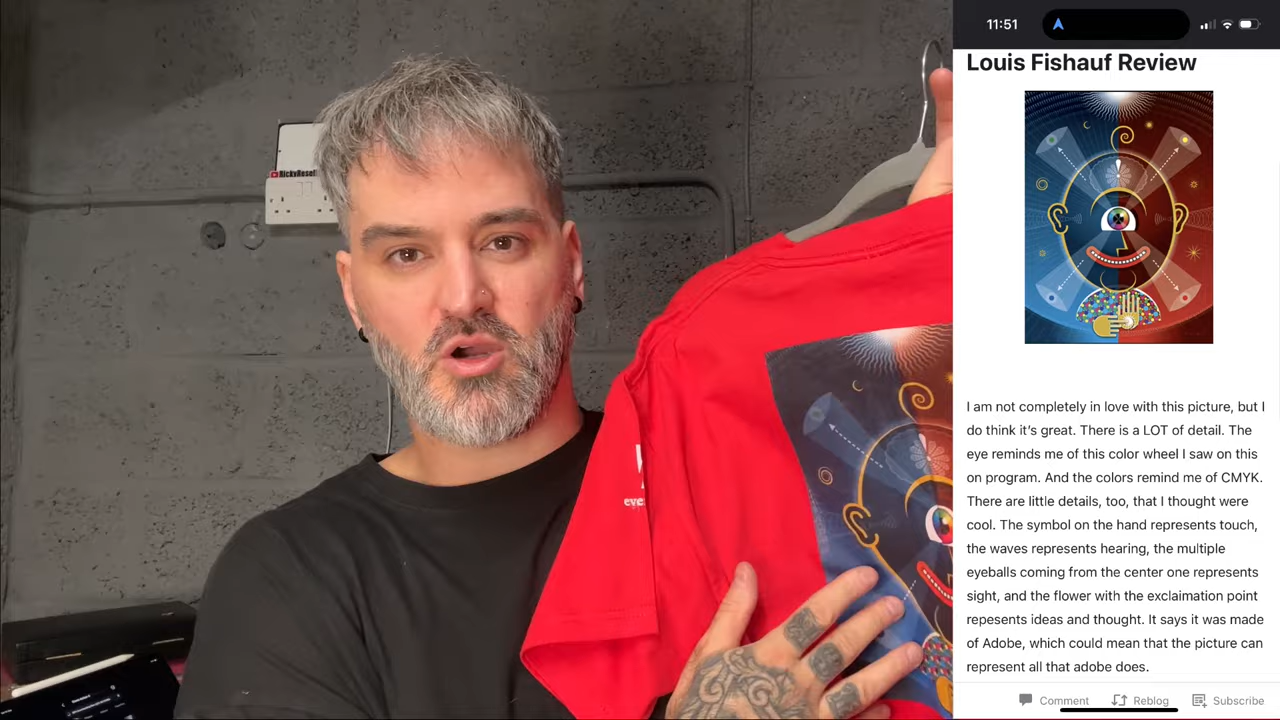 RickyResell
eve
11:51
Louis Fishauf Review
I am not completely in love with this picture, but I
do think it’s great. There is a LOT of detail. The
eye reminds me of this color wheel I saw on this
on program. And the colors remind me of CMYK.
There are little details, too, that I thought were
cool. The symbol on the hand represents touch,
the waves represents hearing, the multiple
eyeballs coming from the center one represents
sight, and the flower with the exclaimation point
repesents ideas and thought. It says it was made
of Adobe, which could mean that the picture can
represent all that adobe does.
Comment Reblog Subscribe